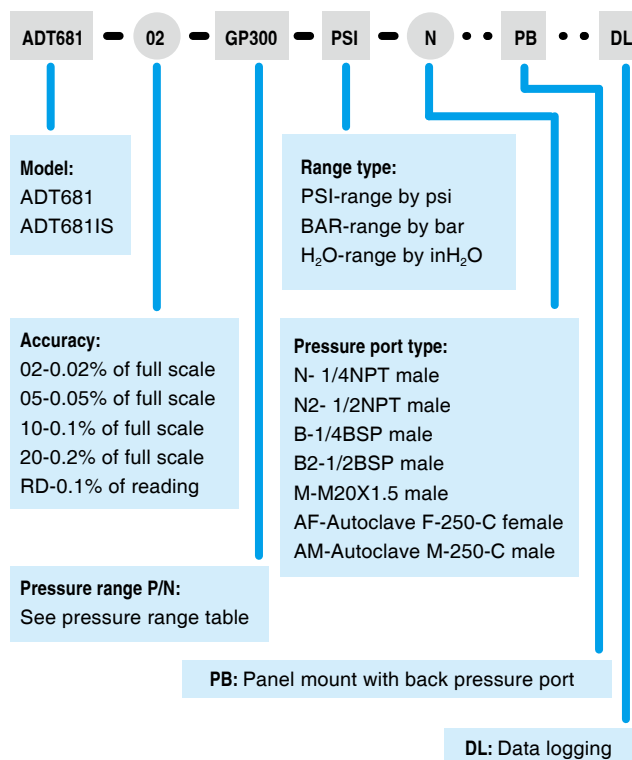 ADT681 - 02 - GP300 - PSI - N ·· PB ·· DL
Model:
ADT681
ADT681IS
Range type:
PSI-range by psi
BAR-range by bar
H₂O-range by inH₂O
Accuracy:
02-0.02% of full scale
05-0.05% of full scale
10-0.1% of full scale
20-0.2% of full scale
RD-0.1% of reading
Pressure port type:
N- 1/4NPT male
N2- 1/2NPT male
B-1/4BSP male
B2-1/2BSP male
M-M20X1.5 male
AF-Autoclave F-250-C female
AM-Autoclave M-250-C male
Pressure range P/N:
See pressure range table
PB: Panel mount with back pressure port
DL: Data logging